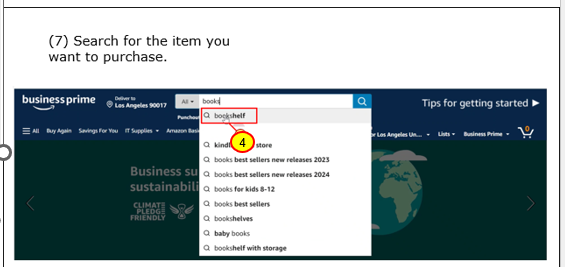 (7) Search for the item you
want to purchase.
business prime
Deliver to
Los Angeles 90017
All
books
Tips for getting started
bookshelf
Punchou
All Buy Again Savings For You IT Supplies Amazon Basi
or Los Angeles Un... Lists Business Prime
0
4
kindl store
books best sellers new releases 2023
books best sellers new releases 2024
books for kids 8-12
books best sellers
bookshelves
baby books
bookshelf with storage
Business su
sustainabili
CLIMATE
PLEDGE
FRIENDLY